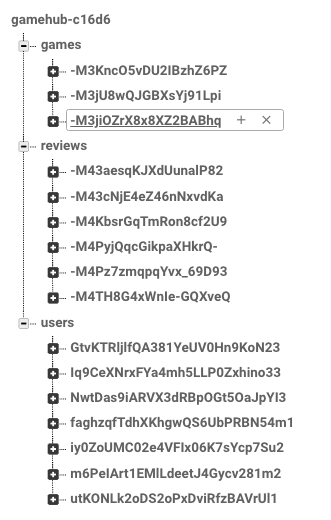 gamehub-c16d6
games
-M3KncO5vDU2IBzhZ6PZ
-M3jU8wQJGBXsYj91Lpi
-M3jiOZrX8x8XZ2BABhq
reviews
-M43aesqKJXdUunalP82
-M43cNjE4eZ46nNxvdKa
-M4KbsrGqTmRon8cf2U9
-M4PyjQqcGikpaXHkrQ-
-M4Pz7zmqpqYvx_69D93
-M4TH8G4xWnIe-GQXveQ
users
GtvKTRljlfQA381YeUV0Hn9KoN23
Iq9CeXNrxFYa4mh5LLP0Zxhino33
NwtDas9iARVX3dRBpOGt5OaJpYI3
faghzqfTdhXKhgwQS6UbPRBN54m1
iy0ZoUMC02e4VFIx06K7sYcp7Su2
m6PeIArt1EMlLdeetJ4Gycv281m2
utKONLk2oDS2oPxDviRfzBAVrUl1